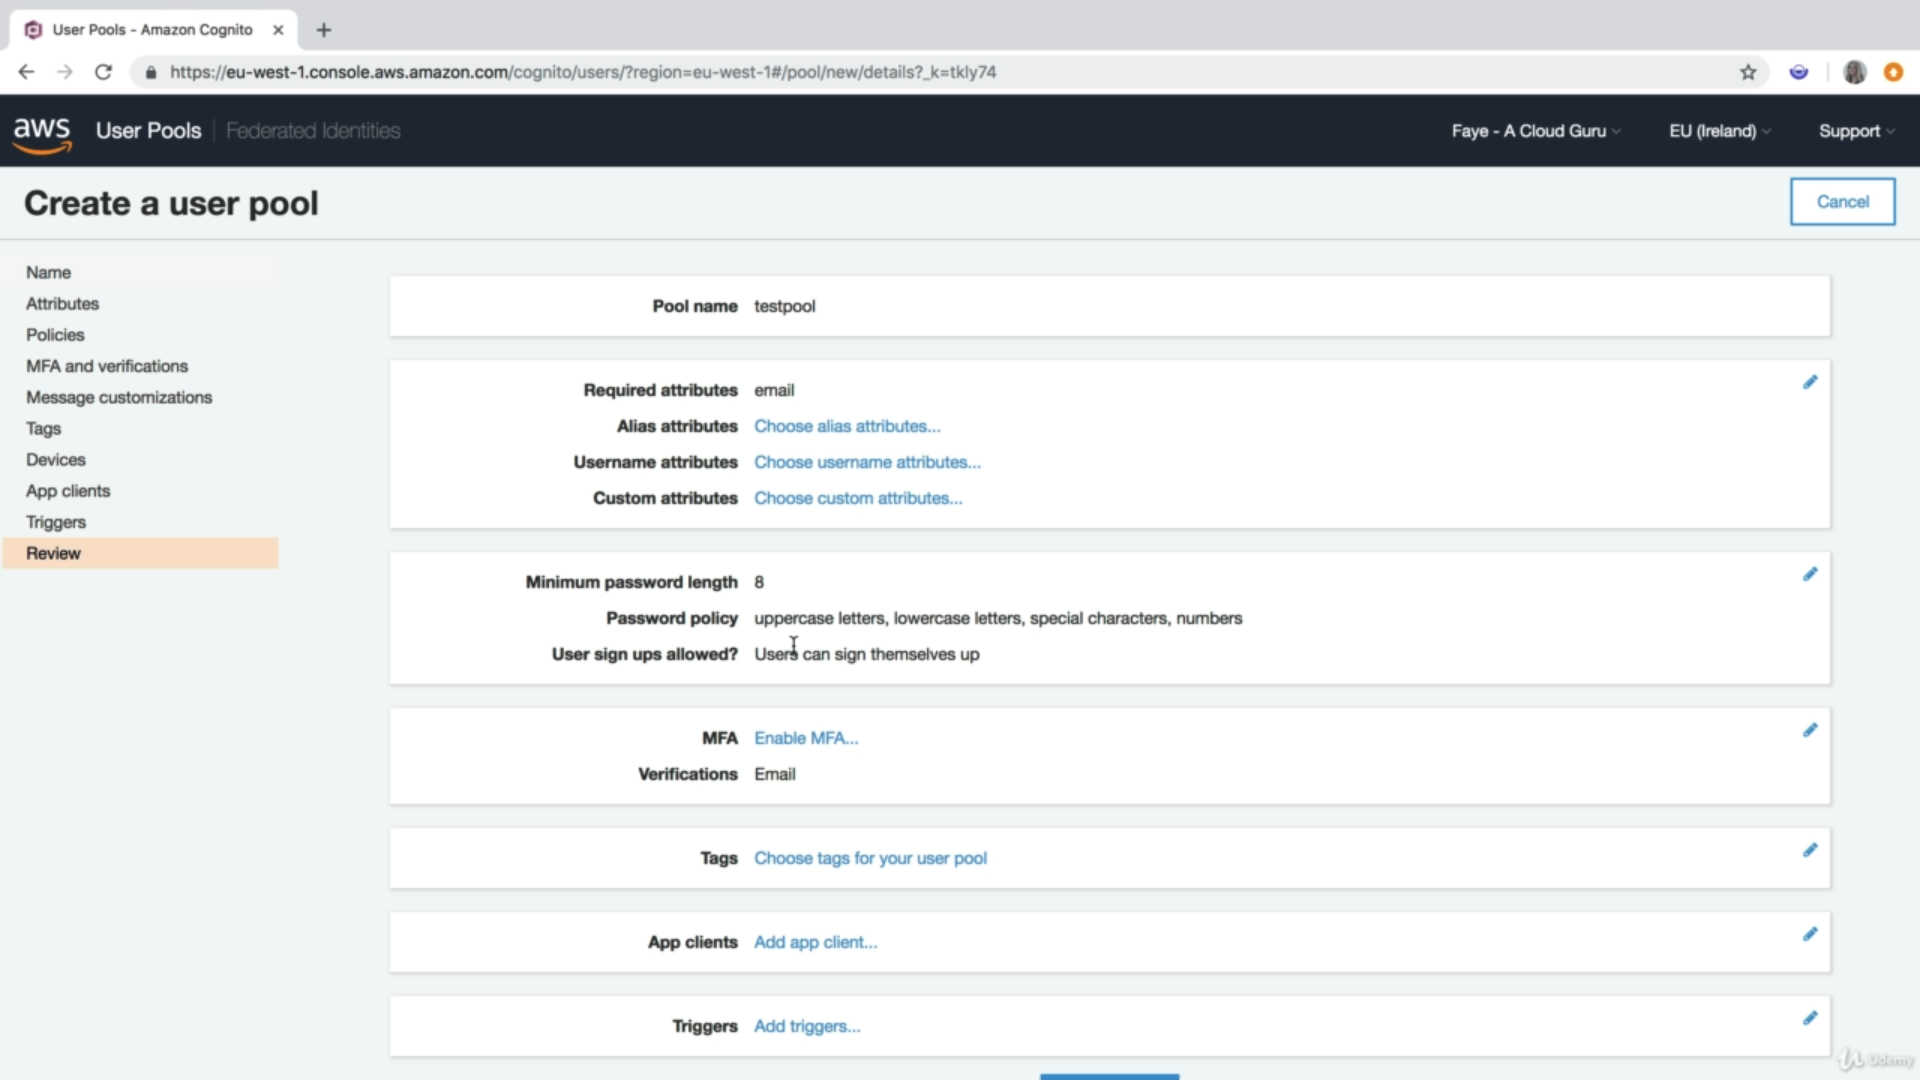 User Pools - Amazon Cognito
https://eu-west-1.console.aws.amazon.com/cognito/users/?region=eu-west-1#/pool/new/details?_k=tkly74
aws User Pools Federated Identities Faye - A Cloud Guru EU (Ireland) Support
Create a user pool Cancel
Name
Attributes
Policies
MFA and verifications
Message customizations
Tags
Devices
App clients
Triggers
Review
Pool name testpool
Required attributes email
Alias attributes Choose alias attributes...
Username attributes Choose username attributes...
Custom attributes Choose custom attributes...
Minimum password length 8
Password policy uppercase letters, lowercase letters, special characters, numbers
User sign ups allowed? Users can sign themselves up
MFA Enable MFA...
Verifications Email
Tags Choose tags for your user pool
App clients Add app client...
Triggers Add triggers...
Udemy